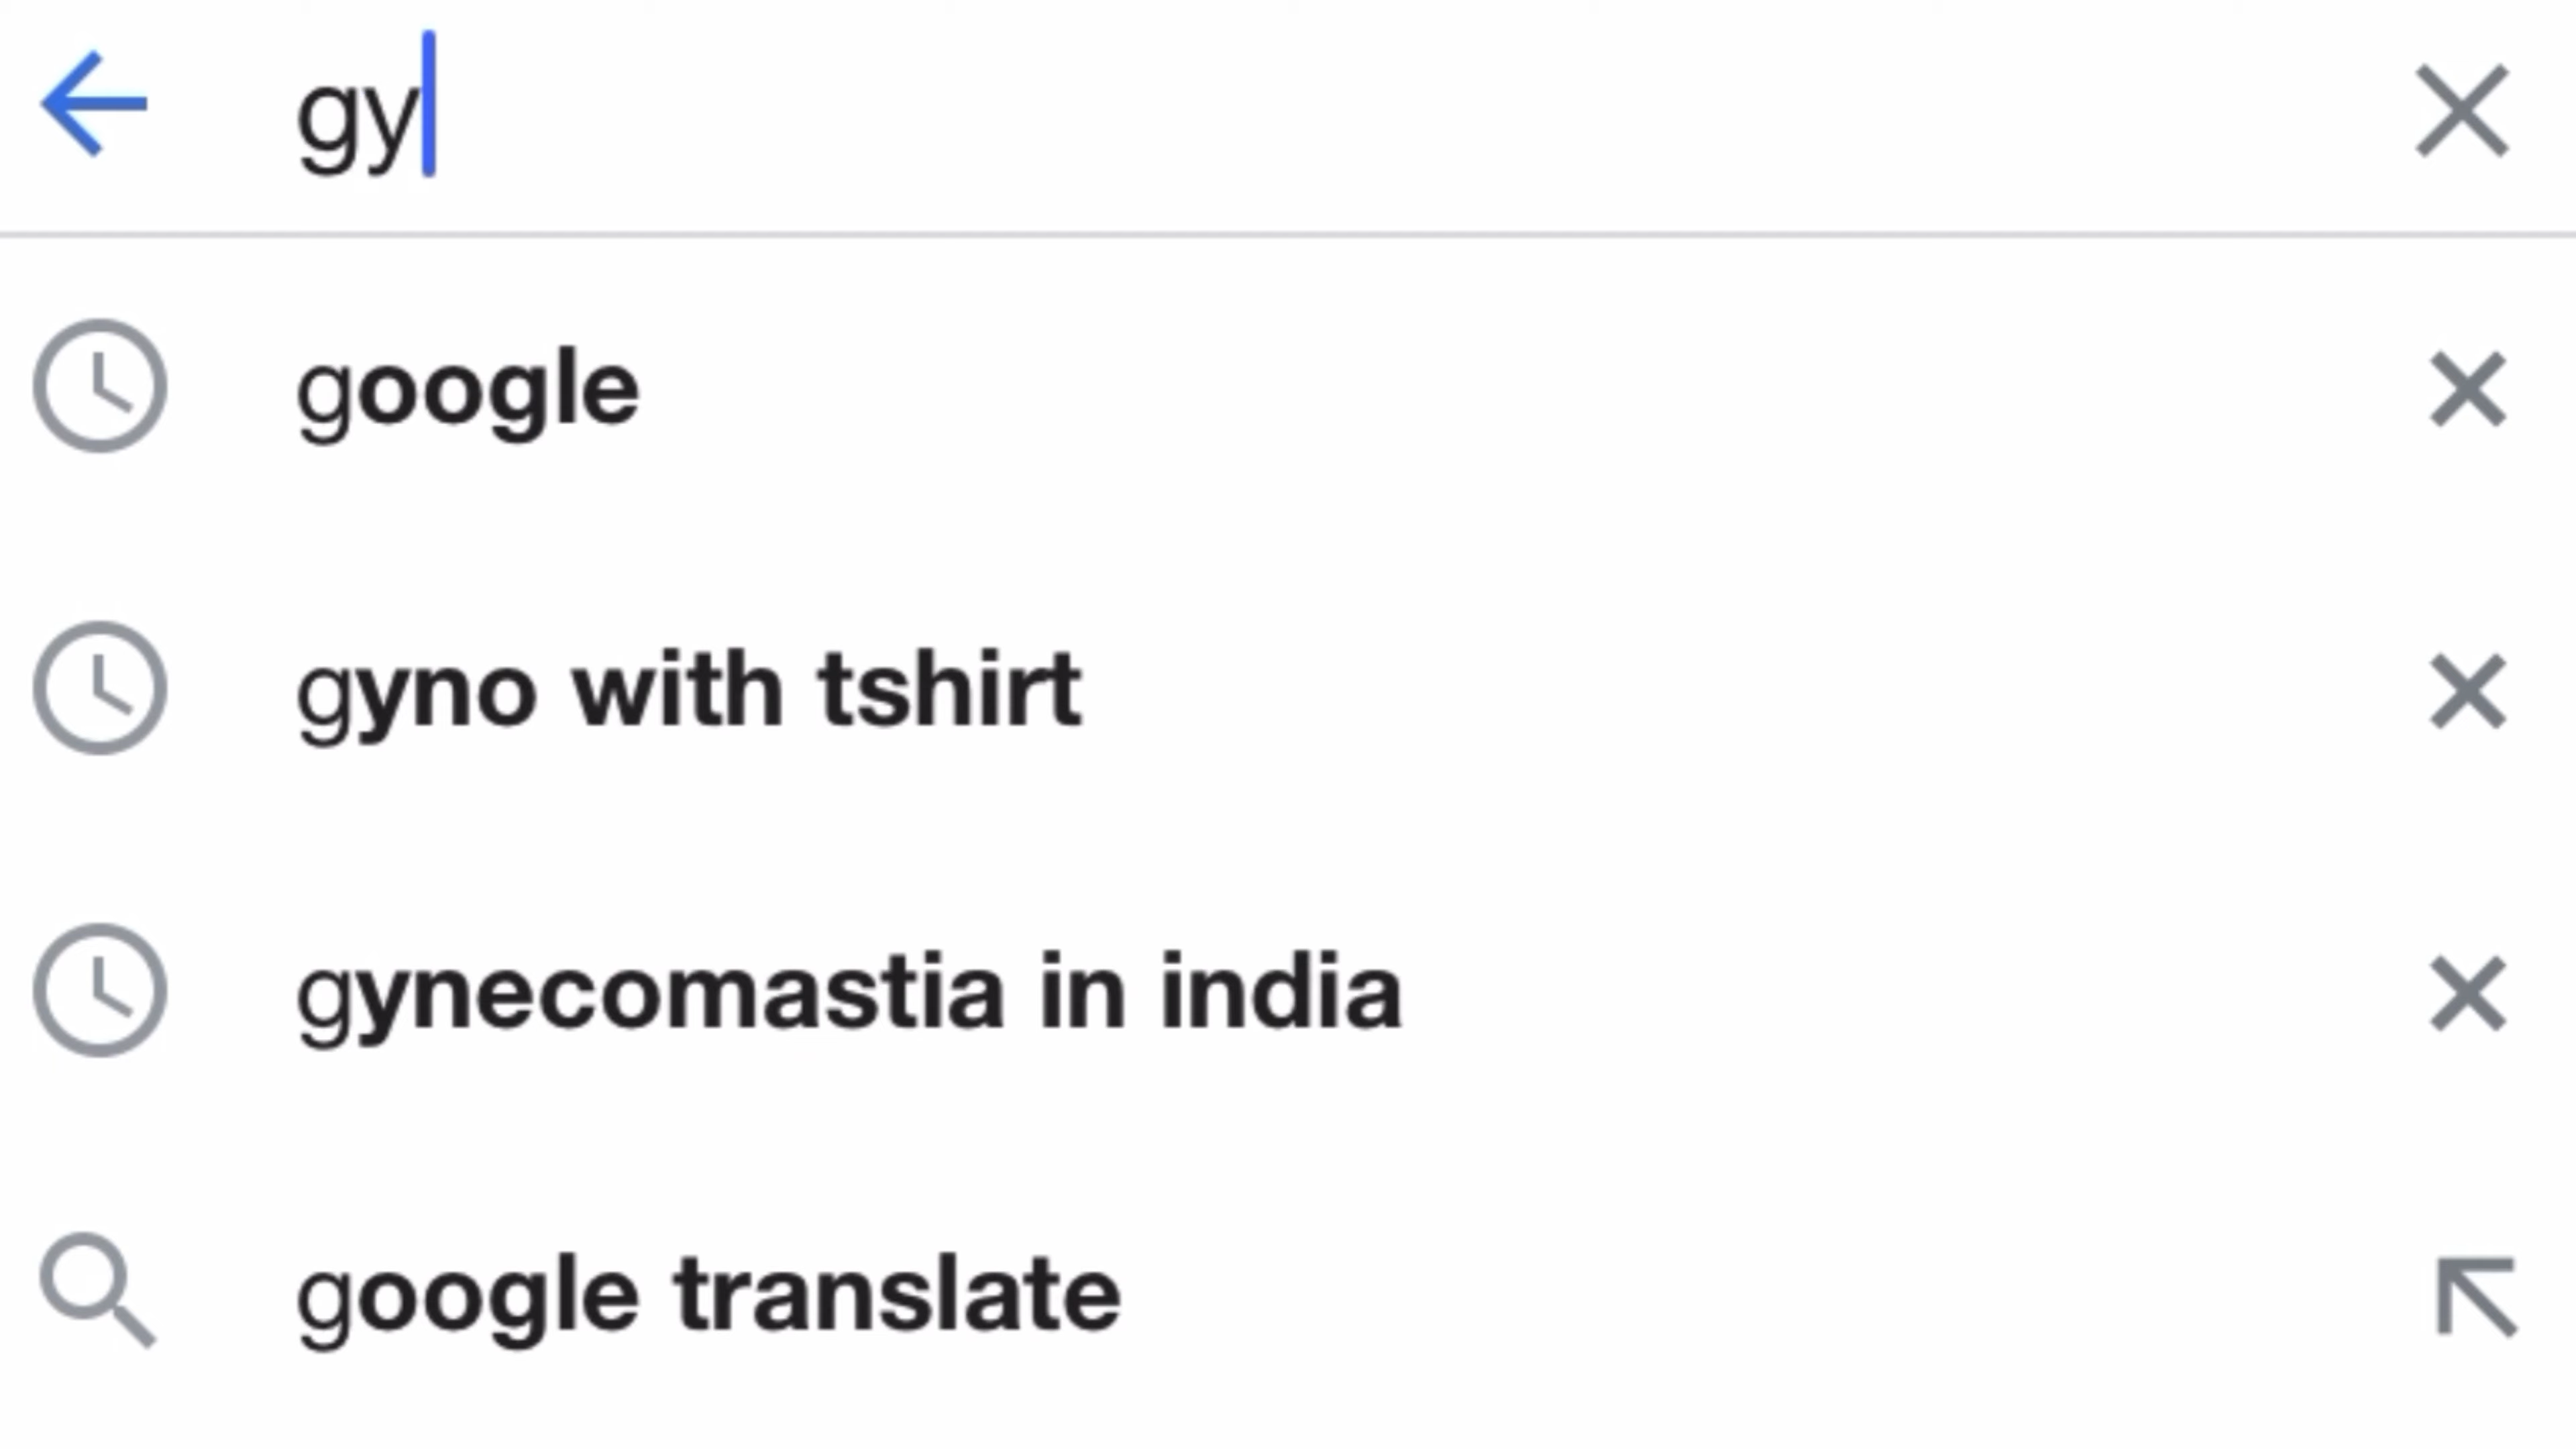 gy
google
gyno with tshirt
gynecomastia in india
google translate